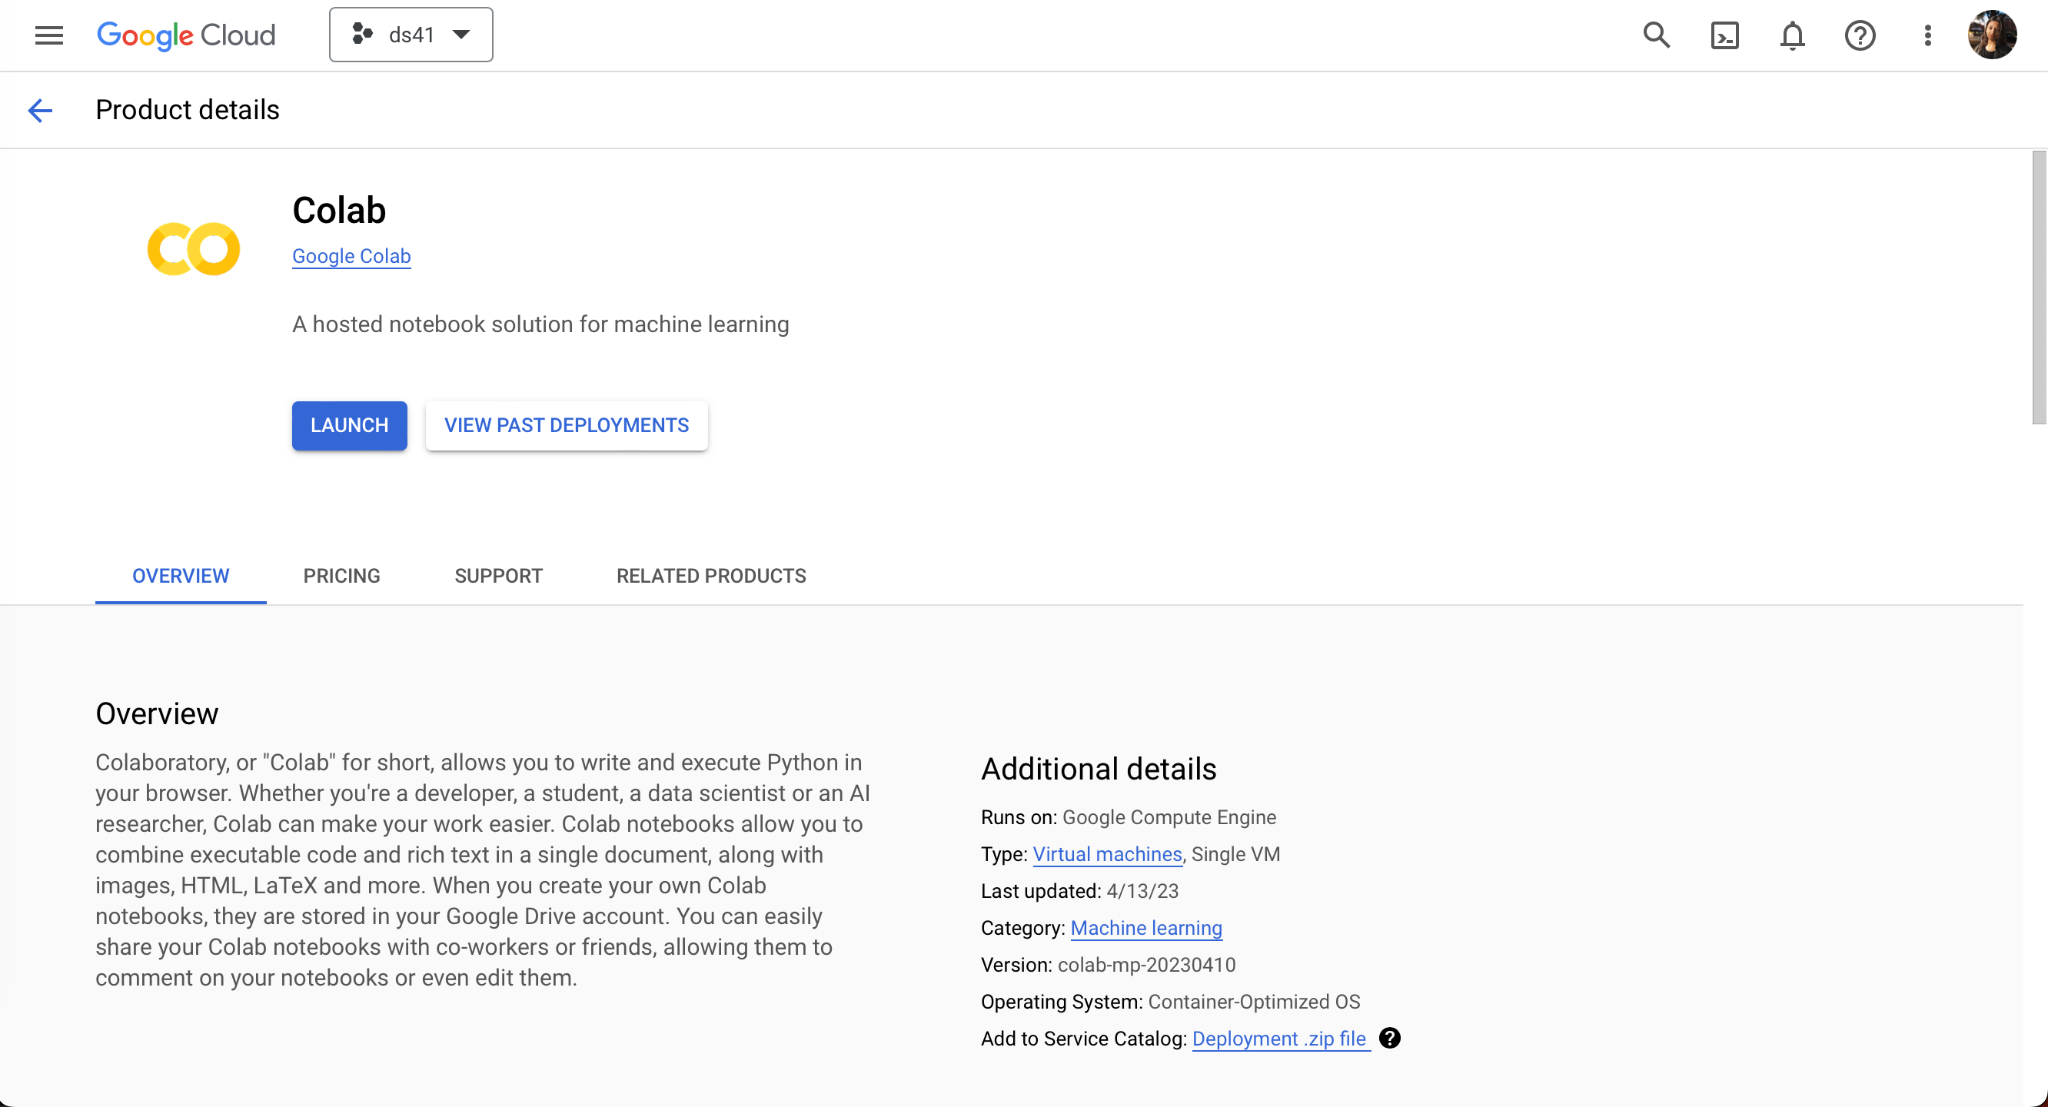 Google Cloud
ds41
Product details
Colab
Google Colab
A hosted notebook solution for machine learning
LAUNCH
VIEW PAST DEPLOYMENTS
OVERVIEW
PRICING
SUPPORT
RELATED PRODUCTS
Overview
Colaboratory, or "Colab" for short, allows you to write and execute Python in
your browser. Whether you're a developer, a student, a data scientist or an AI
researcher, Colab can make your work easier. Colab notebooks allow you to
combine executable code and rich text in a single document, along with
images, HTML, LaTeX and more. When you create your own Colab
notebooks, they are stored in your Google Drive account. You can easily
share your Colab notebooks with co-workers or friends, allowing them to
comment on your notebooks or even edit them.
Additional details
Runs on: Google Compute Engine
Type: Virtual machines, Single VM
Last updated: 4/13/23
Category: Machine learning
Version: colab-mp-20230410
Operating System: Container-Optimized OS
Add to Service Catalog: Deployment .zip file